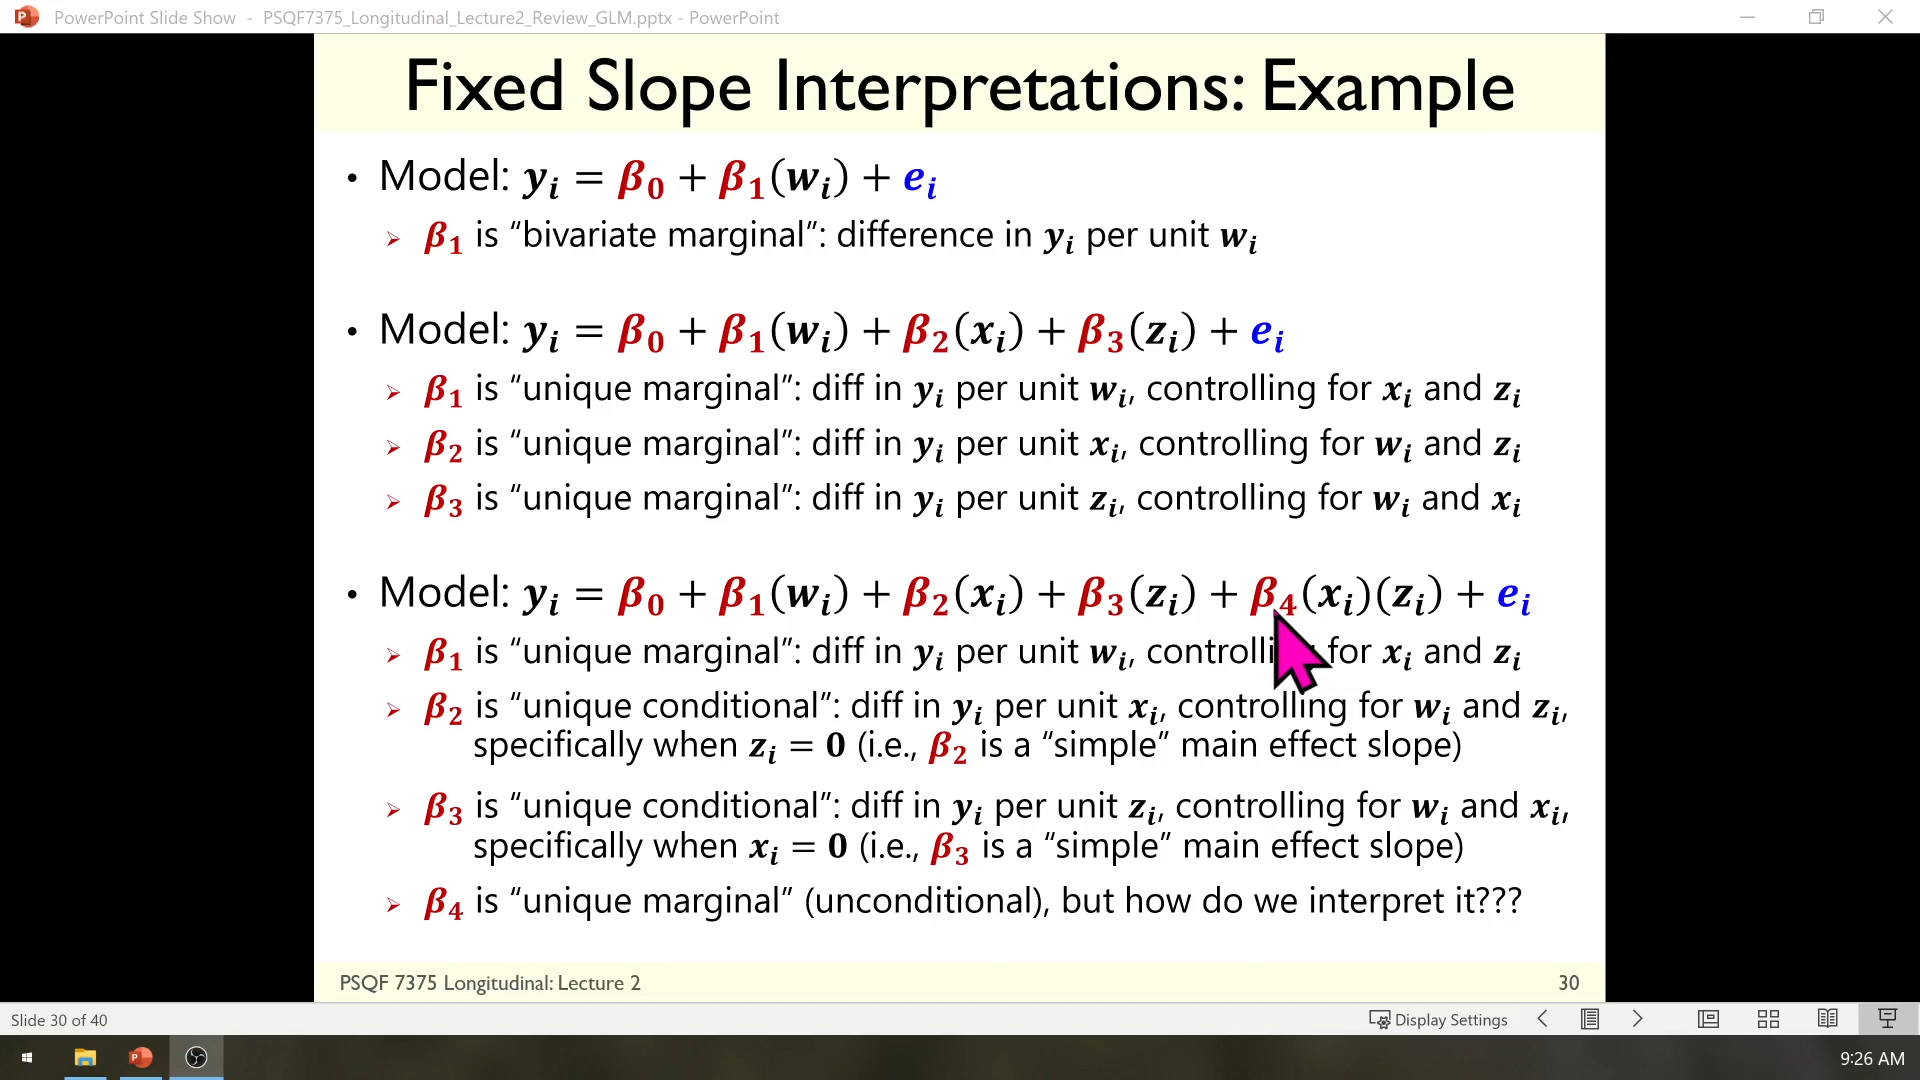 PowerPoint Slide Show - PSQF7375_Longitudinal_Lecture2_Review_GLM.pptx - PowerPoint
Fixed Slope Interpretations: Example
• Model: yᵢ = β₀ + β₁(wᵢ) + eᵢ
➢ β₁ is “bivariate marginal”: difference in yᵢ per unit wᵢ
• Model: yᵢ = β₀ + β₁(wᵢ) + β₂(xᵢ) + β₃(zᵢ) + eᵢ
➢ β₁ is “unique marginal”: diff in yᵢ per unit wᵢ, controlling for xᵢ and zᵢ
➢ β₂ is “unique marginal”: diff in yᵢ per unit xᵢ, controlling for wᵢ and zᵢ
➢ β₃ is “unique marginal”: diff in yᵢ per unit zᵢ, controlling for wᵢ and xᵢ
• Model: yᵢ = β₀ + β₁(wᵢ) + β₂(xᵢ) + β₃(zᵢ) + β₄(xᵢ)(zᵢ) + eᵢ
➢ β₁ is “unique marginal”: diff in yᵢ per unit wᵢ, controlling for xᵢ and zᵢ
➢ β₂ is “unique conditional”: diff in yᵢ per unit xᵢ, controlling for wᵢ and zᵢ,
specifically when zᵢ = 0 (i.e., β₂ is a “simple” main effect slope)
➢ β₃ is “unique conditional”: diff in yᵢ per unit zᵢ, controlling for wᵢ and xᵢ,
specifically when xᵢ = 0 (i.e., β₃ is a “simple” main effect slope)
➢ β₄ is “unique marginal” (unconditional), but how do we interpret it???
PSQF 7375 Longitudinal: Lecture 2 30
Slide 30 of 40 Display Settings
9:26 AM